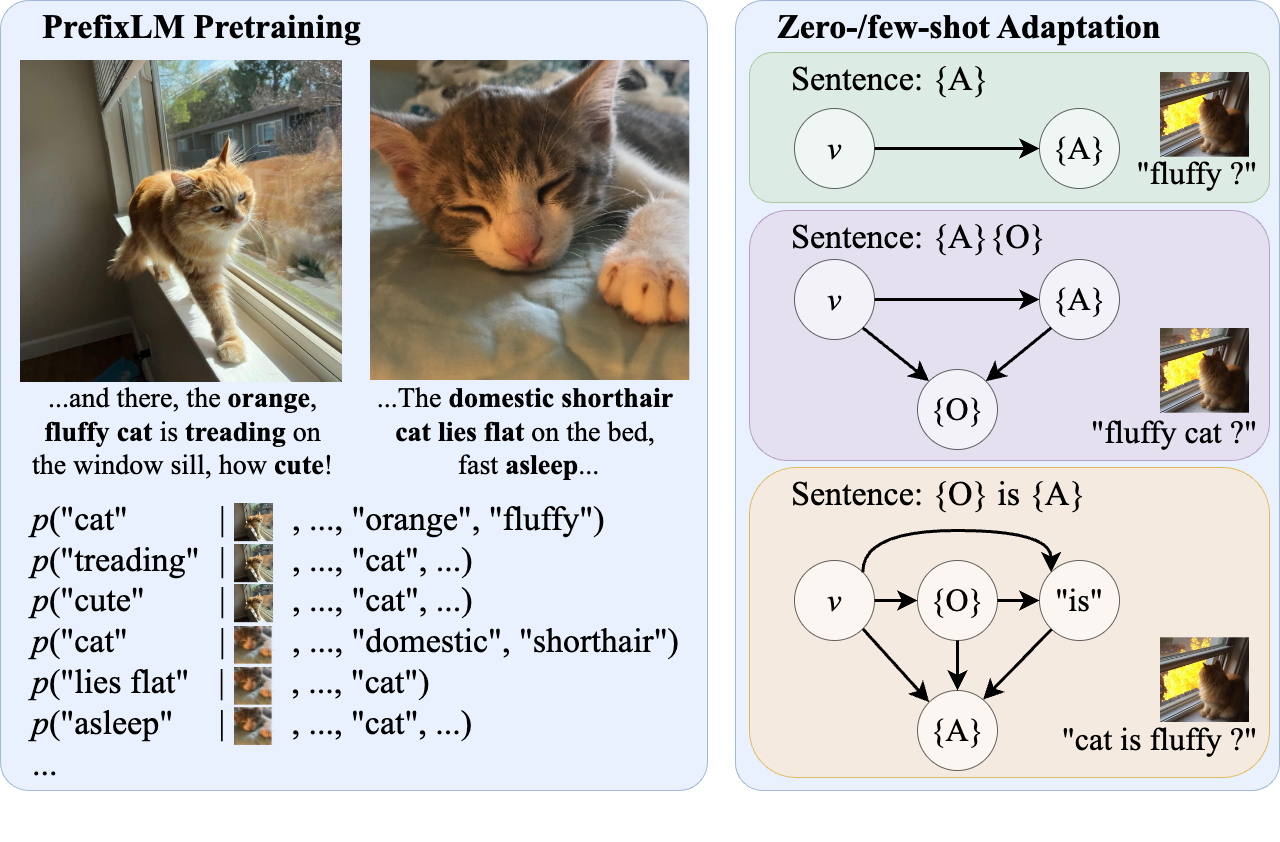 PrefixLM Pretraining
...and there, the orange,
fluffy cat is treading on
the window sill, how cute!
...The domestic shorthair
cat lies flat on the bed,
fast asleep...
p("cat" | , ..., "orange", "fluffy")
p("treading" | , ..., "cat", ...)
p("cute" | , ..., "cat", ...)
p("cat" | , ..., "domestic", "shorthair")
p("lies flat" | , ..., "cat")
p("asleep" | , ..., "cat", ...)
...
Zero-/few-shot Adaptation
Sentence: {A}
v
{A}
"fluffy ?"
Sentence: {A}{O}
v
{A}
{O}
"fluffy cat ?"
Sentence: {O} is {A}
v
{O}
"is"
{A}
"cat is fluffy ?"